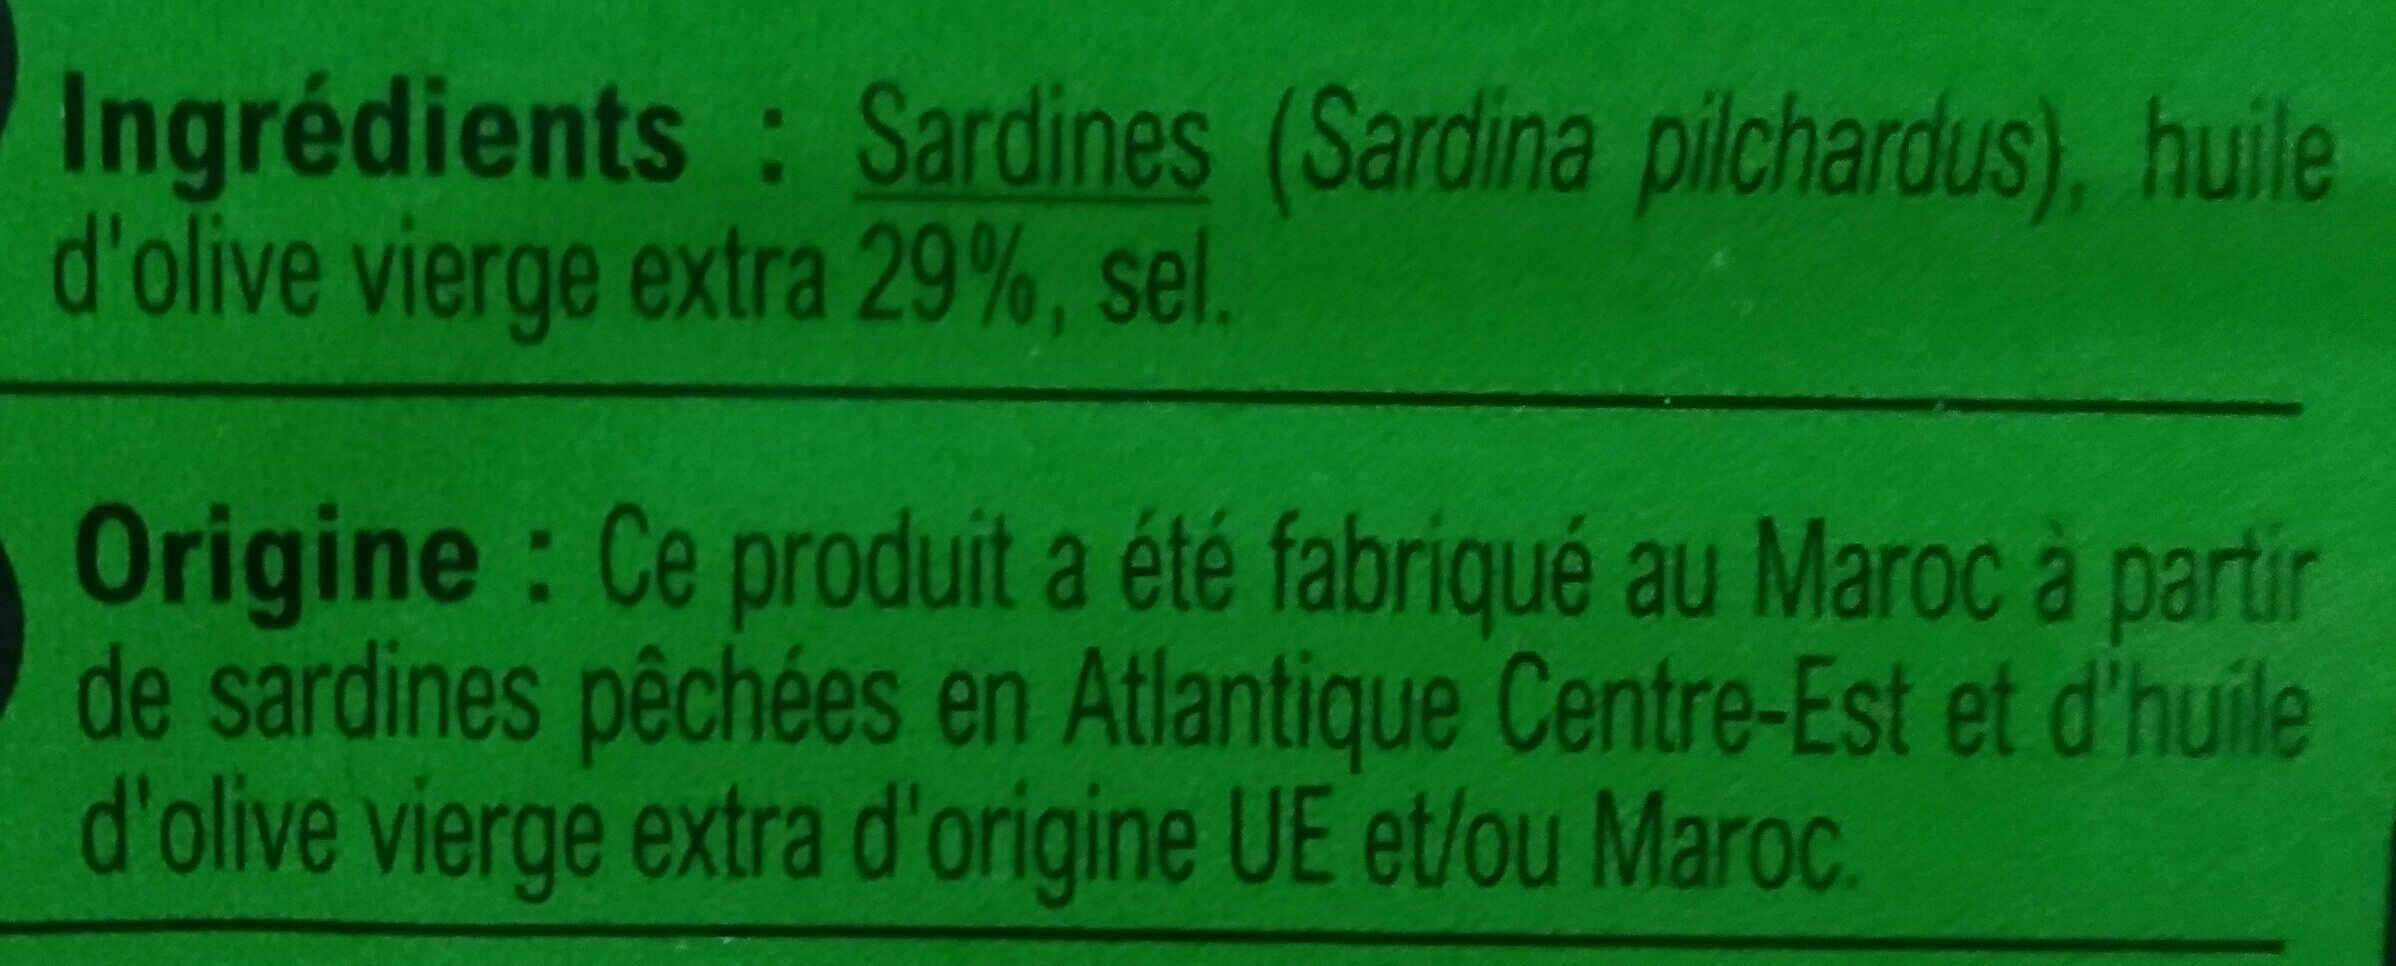 Ingrédients : Sardines (Sardina pilchardus), huile
d'olive vierge extra 29%, sel.
Origine : Ce produit a été fabriqué au Maroc à partir
de sardines pêchées en Atlantique Centre-Est et d'huile
d'olive vierge extra d'origine UE et/ou Maroc.